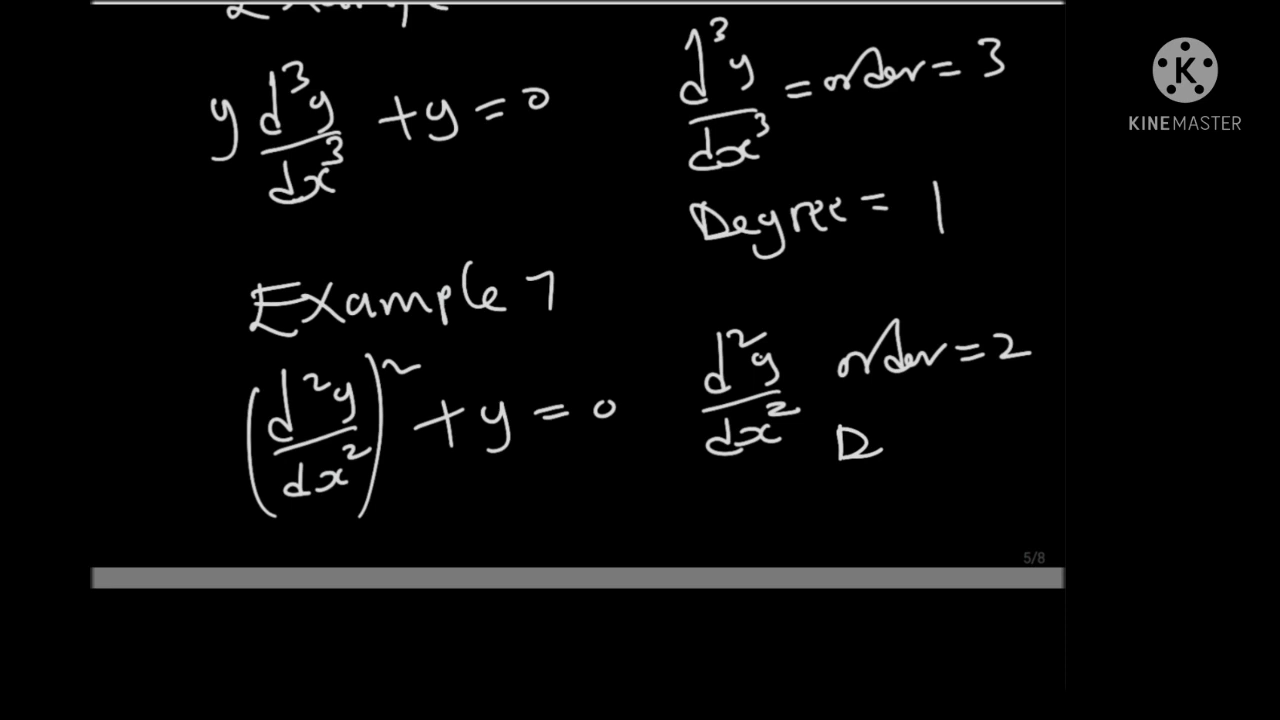 y d³y/dx³ + y = 0
d³y/dx³ = order = 3
Degree = 1
Example 7
(d²y/dx²)² + y = 0
d²y/dx² order = 2
D
5/8
KINEMASTER